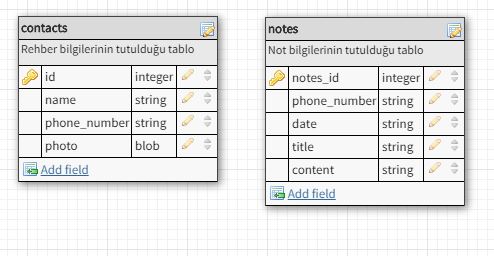 contacts
Rehber bilgilerinin tutulduğu tablo
id integer
name string
phone_number string
photo blob
Add field
notes
Not bilgilerinin tutulduğu tablo
notes_id integer
phone_number string
date string
title string
content string
Add field